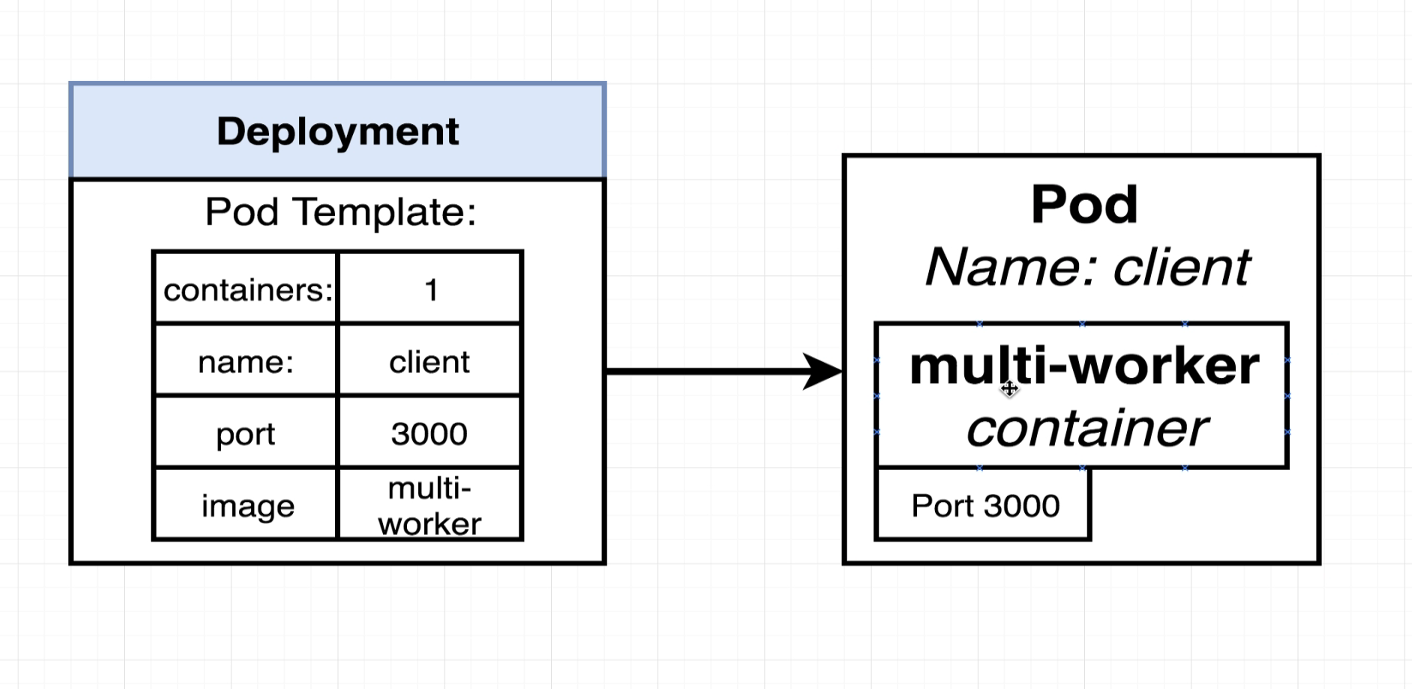 Deployment
Pod Template:
containers: 1
name: client
port 3000
image multi-
worker
Pod
Name: client
multi-worker
container
Port 3000